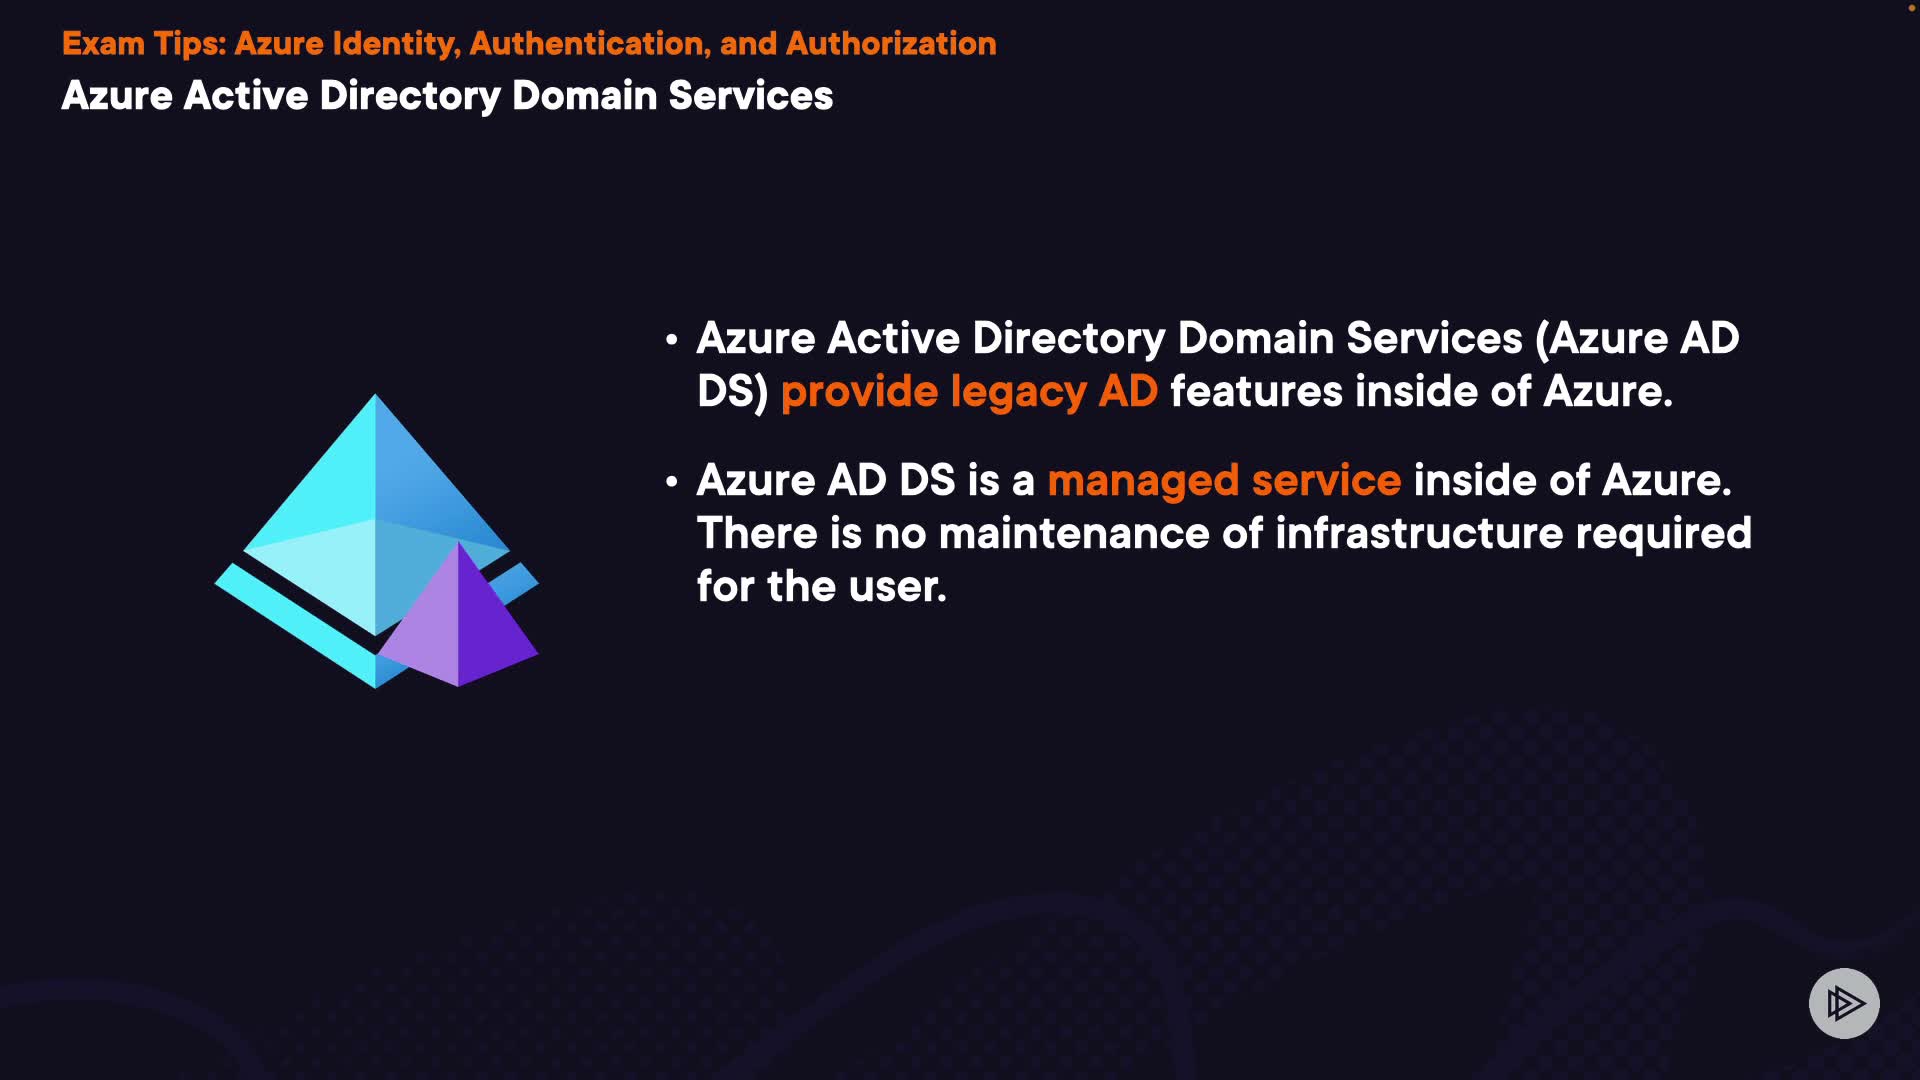 Exam Tips: Azure Identity, Authentication, and Authorization
Azure Active Directory Domain Services
• Azure Active Directory Domain Services (Azure AD
DS) provide legacy AD features inside of Azure.
• Azure AD DS is a managed service inside of Azure.
There is no maintenance of infrastructure required
for the user.